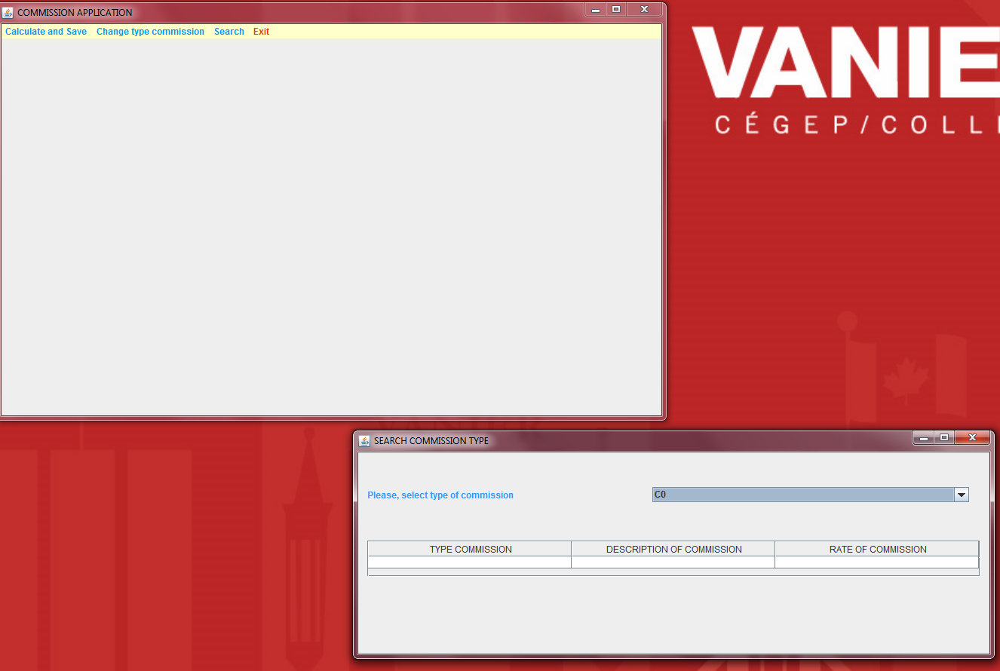 COMMISSION APPLICATION
Calculate and Save Change type commission Search Exit
VANIE
CÉGEP/COLL
SEARCH COMMISSION TYPE
Please, select type of commission
C0
TYPE COMMISSION DESCRIPTION OF COMMISSION RATE OF COMMISSION